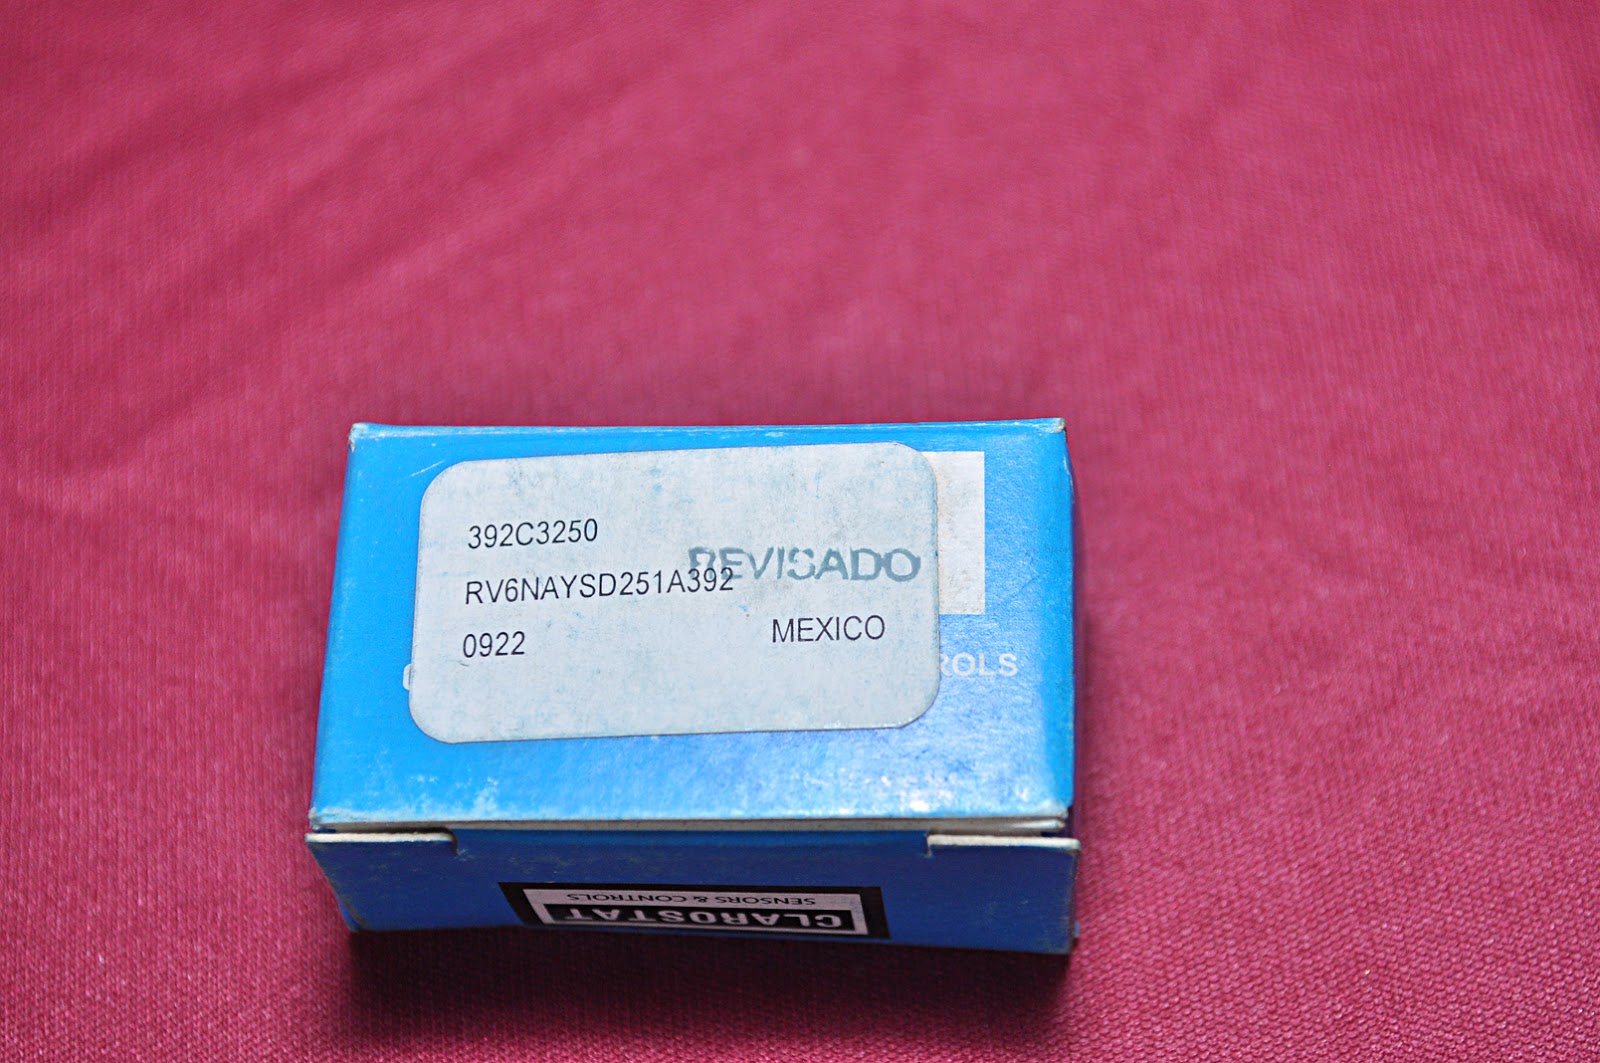 392C3250
REVISADO
RV6NAYSD251A392
0922 MEXICO
ROLS
CLAROSTAT
SENSORS & CONTROLS